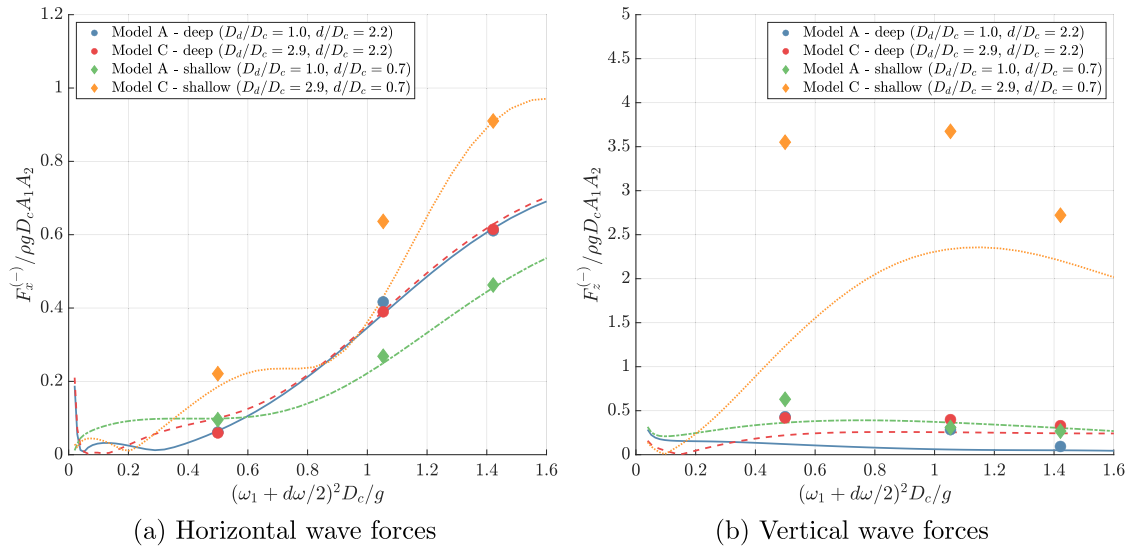 1.2
1
0.8
0.6
0.4
0.2
0
F_x^(-)/ρgD_cA_1A_2
Model A - deep (D_d/D_c = 1.0, d/D_c = 2.2)
Model C - deep (D_d/D_c = 2.9, d/D_c = 2.2)
Model A - shallow (D_d/D_c = 1.0, d/D_c = 0.7)
Model C - shallow (D_d/D_c = 2.9, d/D_c = 0.7)
0 0.2 0.4 0.6 0.8 1 1.2 1.4 1.6
(ω_1 + dω/2)^2D_c/g
(a) Horizontal wave forces
5
4.5
4
3.5
3
2.5
2
1.5
1
0.5
0
F_z^(-)/ρgD_cA_1A_2
Model A - deep (D_d/D_c = 1.0, d/D_c = 2.2)
Model C - deep (D_d/D_c = 2.9, d/D_c = 2.2)
Model A - shallow (D_d/D_c = 1.0, d/D_c = 0.7)
Model C - shallow (D_d/D_c = 2.9, d/D_c = 0.7)
0 0.2 0.4 0.6 0.8 1 1.2 1.4 1.6
(ω_1 + dω/2)^2D_c/g
(b) Vertical wave forces